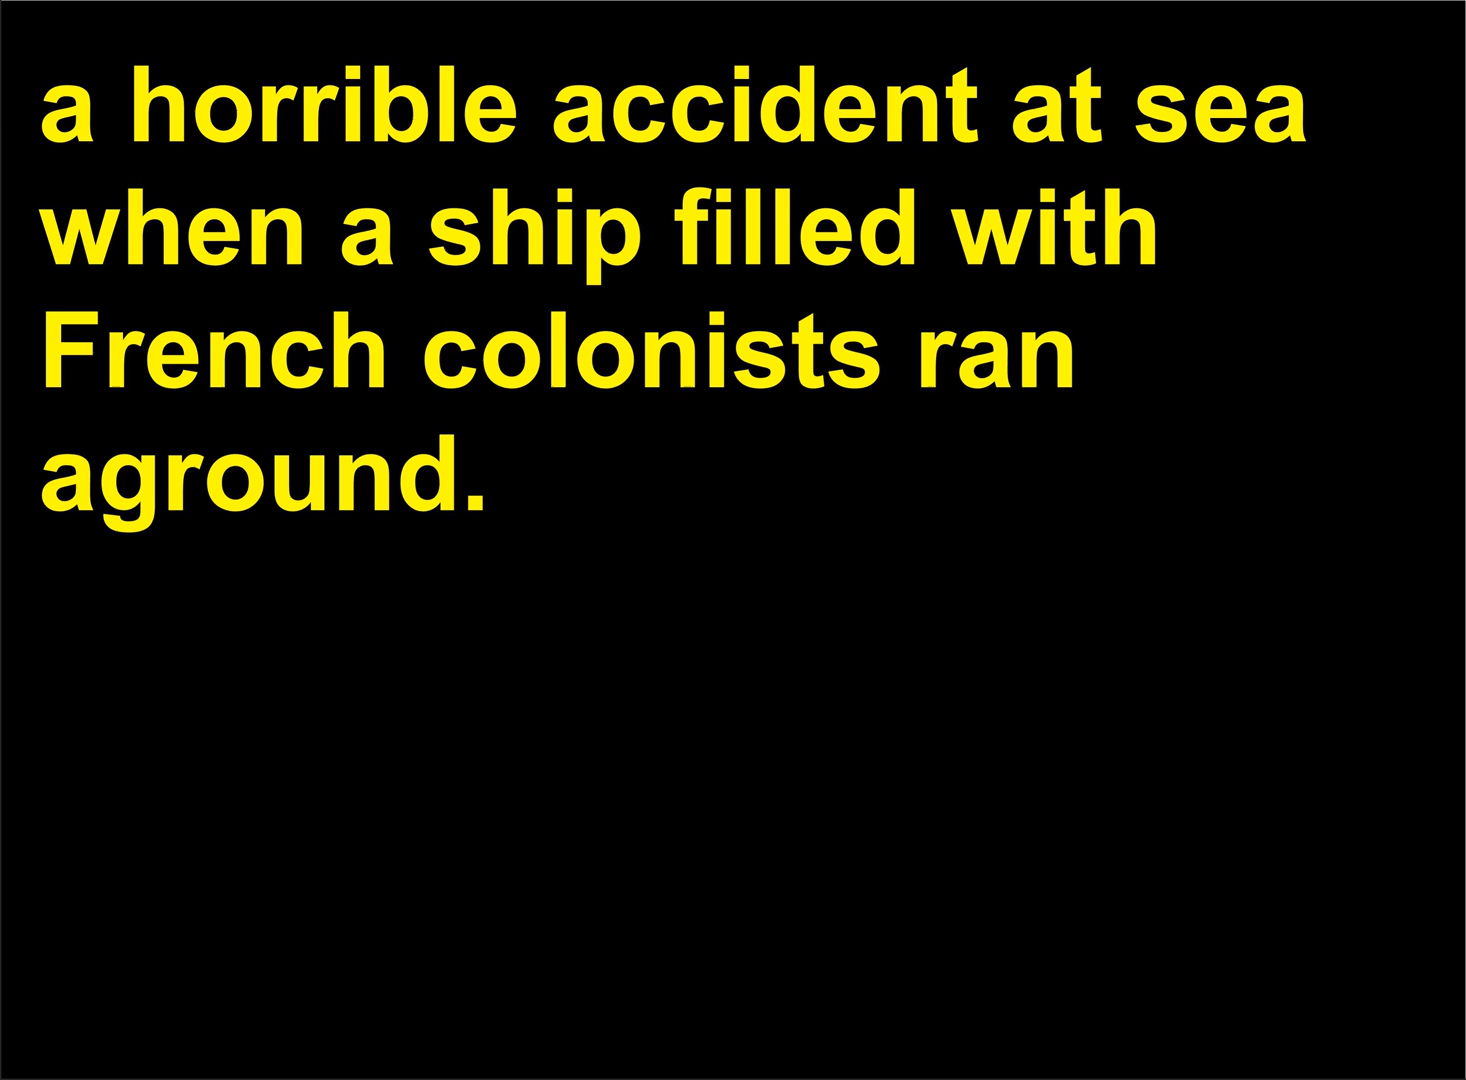 a horrible accident at sea
when a ship filled with
French colonists ran
aground.